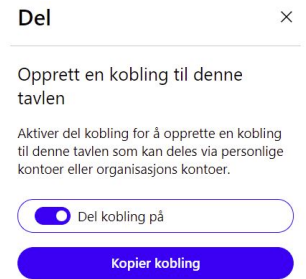 Del
Opprett en kobling til denne
tavlen
Aktiver del kobling for å opprette en kobling
til denne tavlen som kan deles via personlige
kontoer eller organisasjons kontoer.
Del kobling på
Kopier kobling